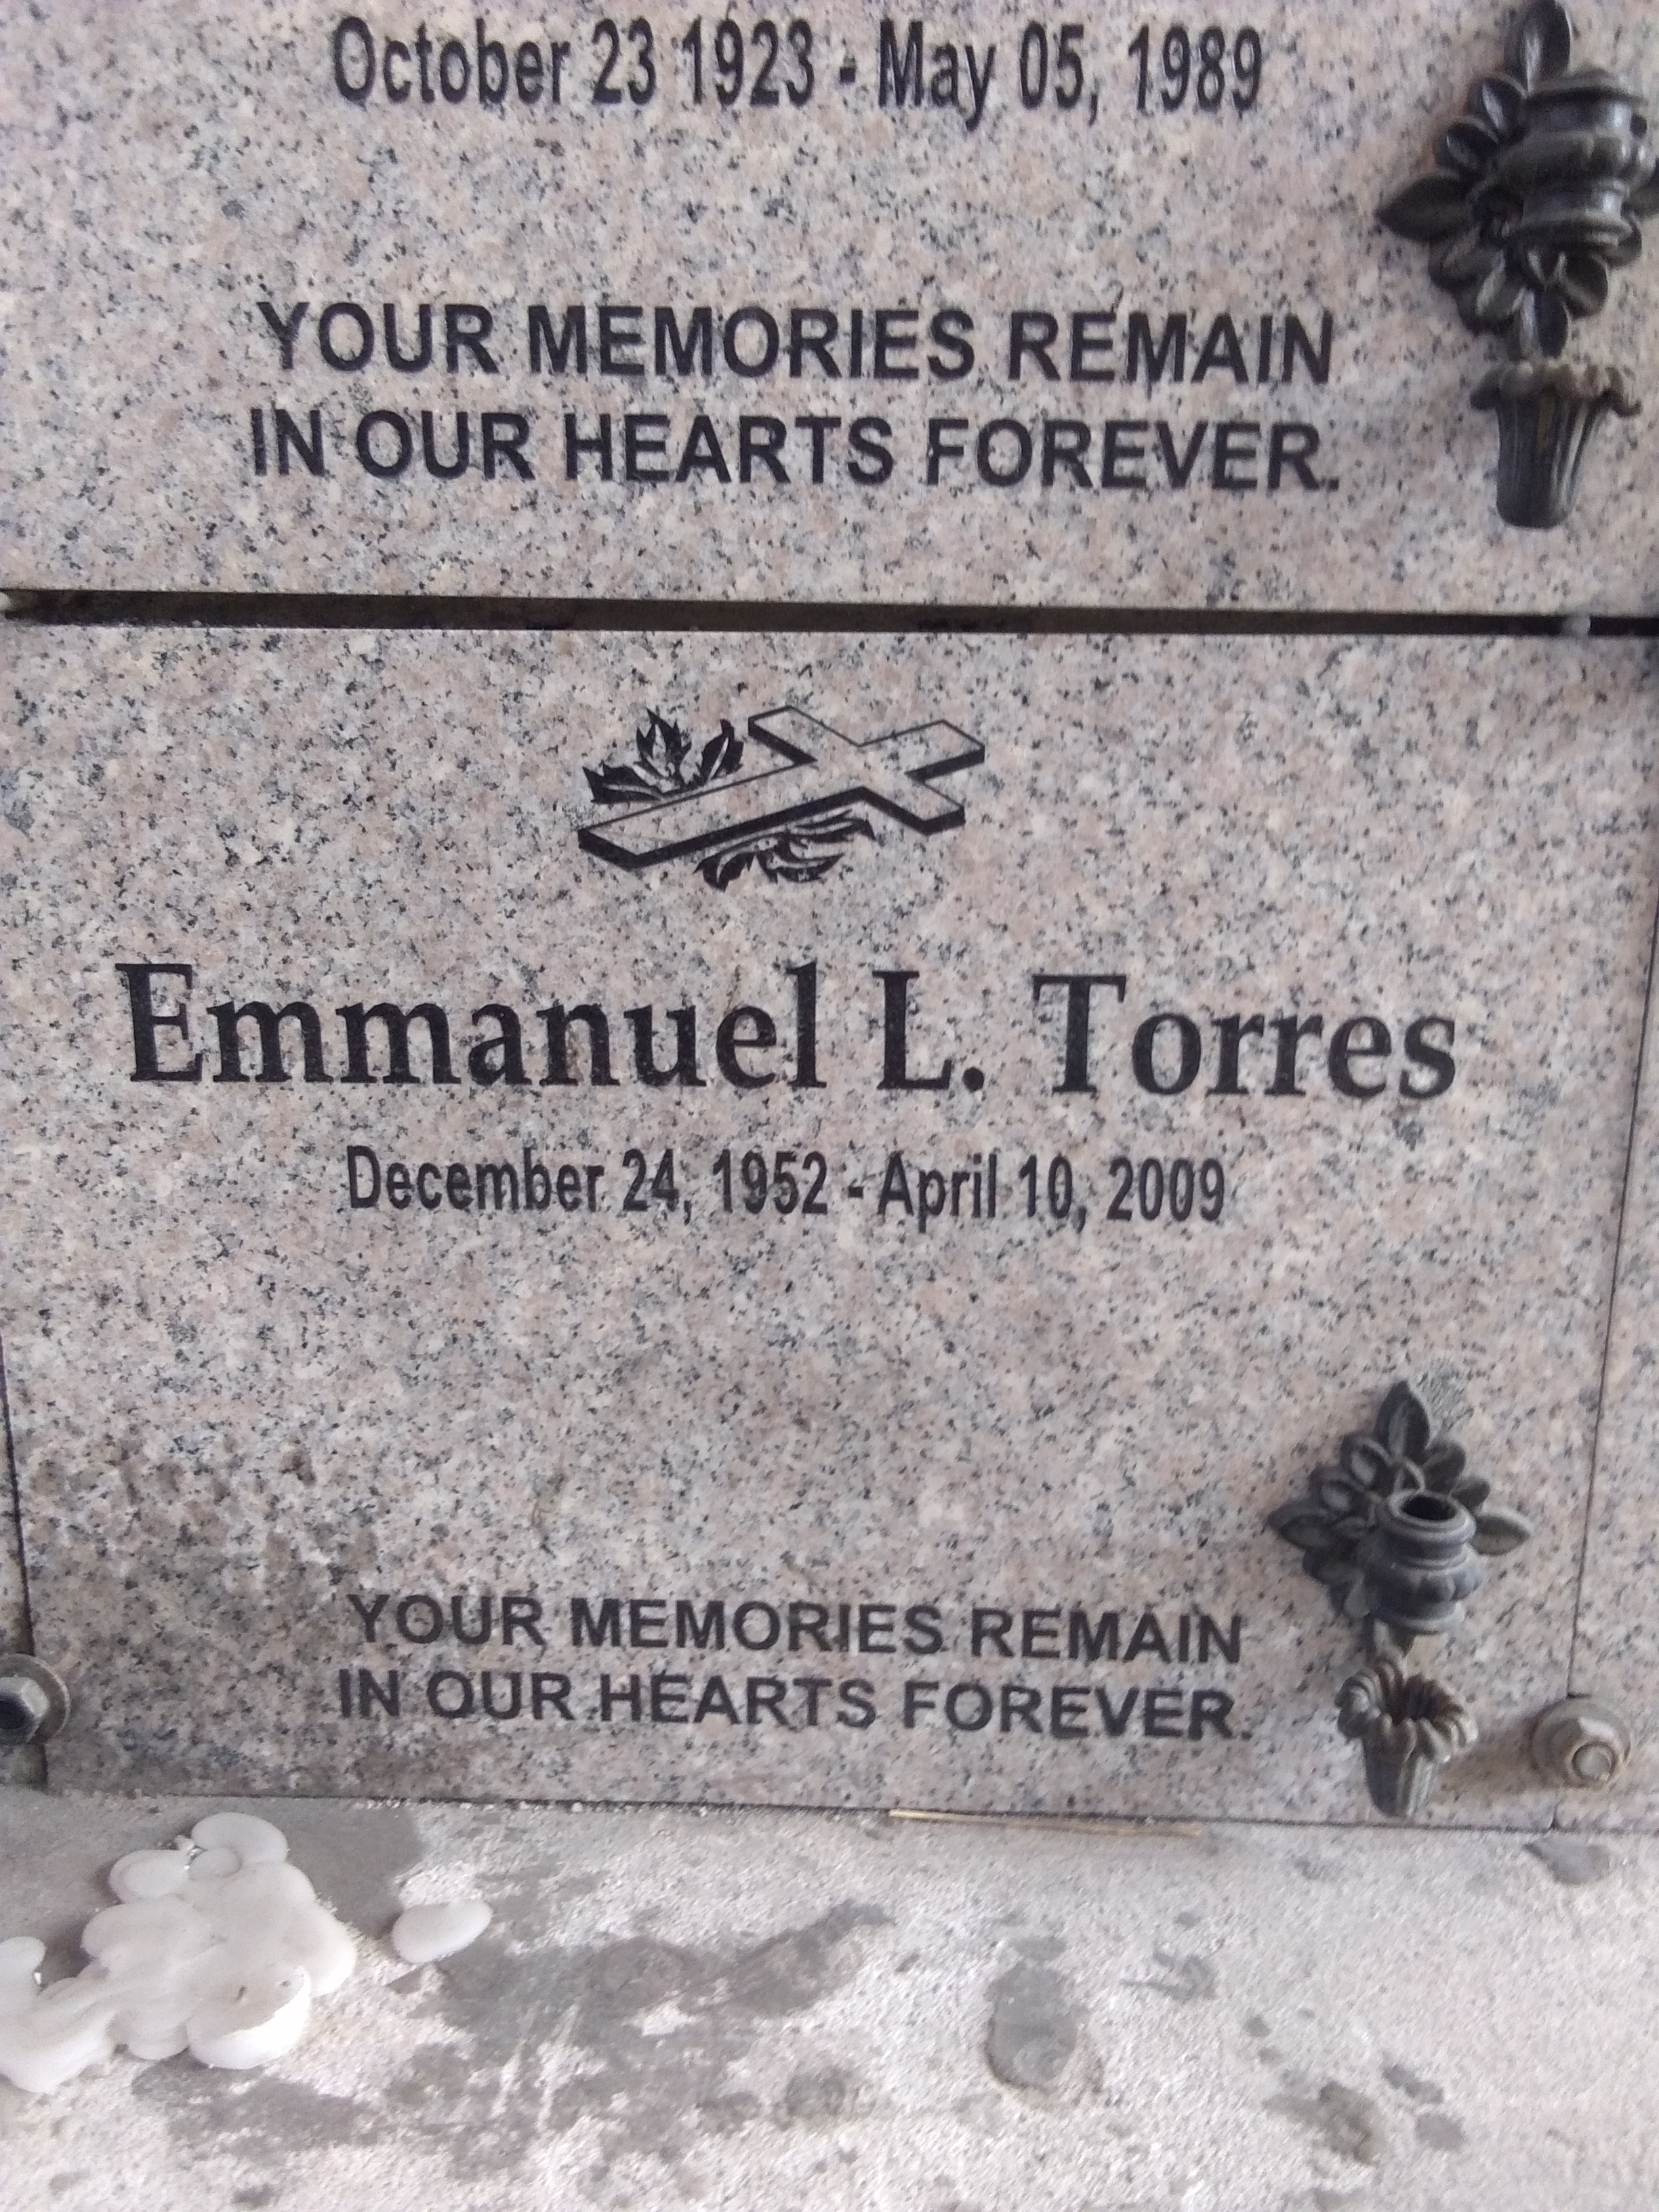 October 23 1923 - May 05, 1989
YOUR MEMORIES REMAIN
IN OUR HEARTS FOREVER.
Emmanuel L. Torres
December 24, 1952 - April 10, 2009
YOUR MEMORIES REMAIN
IN OUR HEARTS FOREVER.